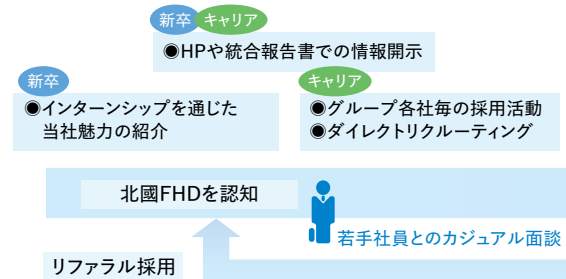 新卒 キャリア
◉HPや統合報告書での情報開示
新卒
◉インターンシップを通じた
当社魅力の紹介
キャリア
◉グループ各社毎の採用活動
◉ダイレクトリクルーティング
北國FHDを認知
若手社員とのカジュアル面談
リファラル採用